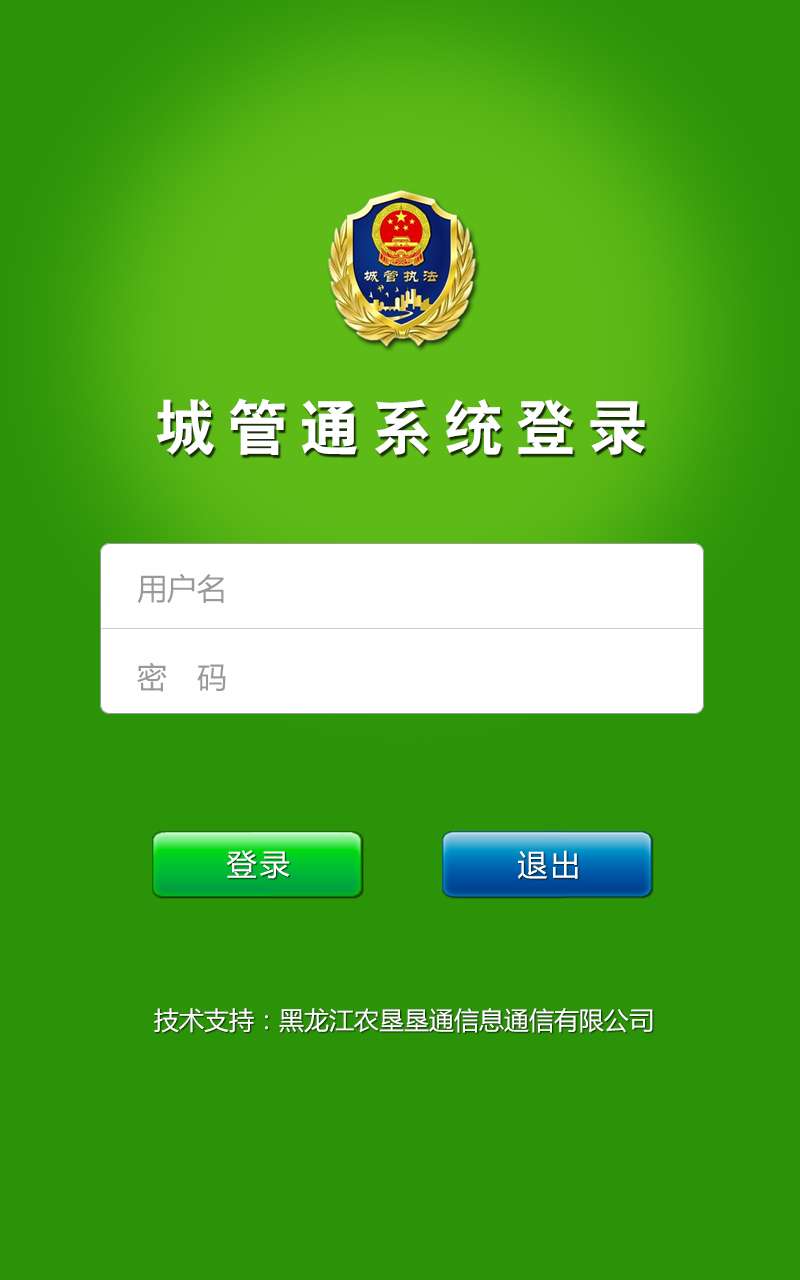 城管执法
城管通系统登录
用户名
密 码
登录 退出
技术支持：黑龙江农垦垦通信息通信有限公司